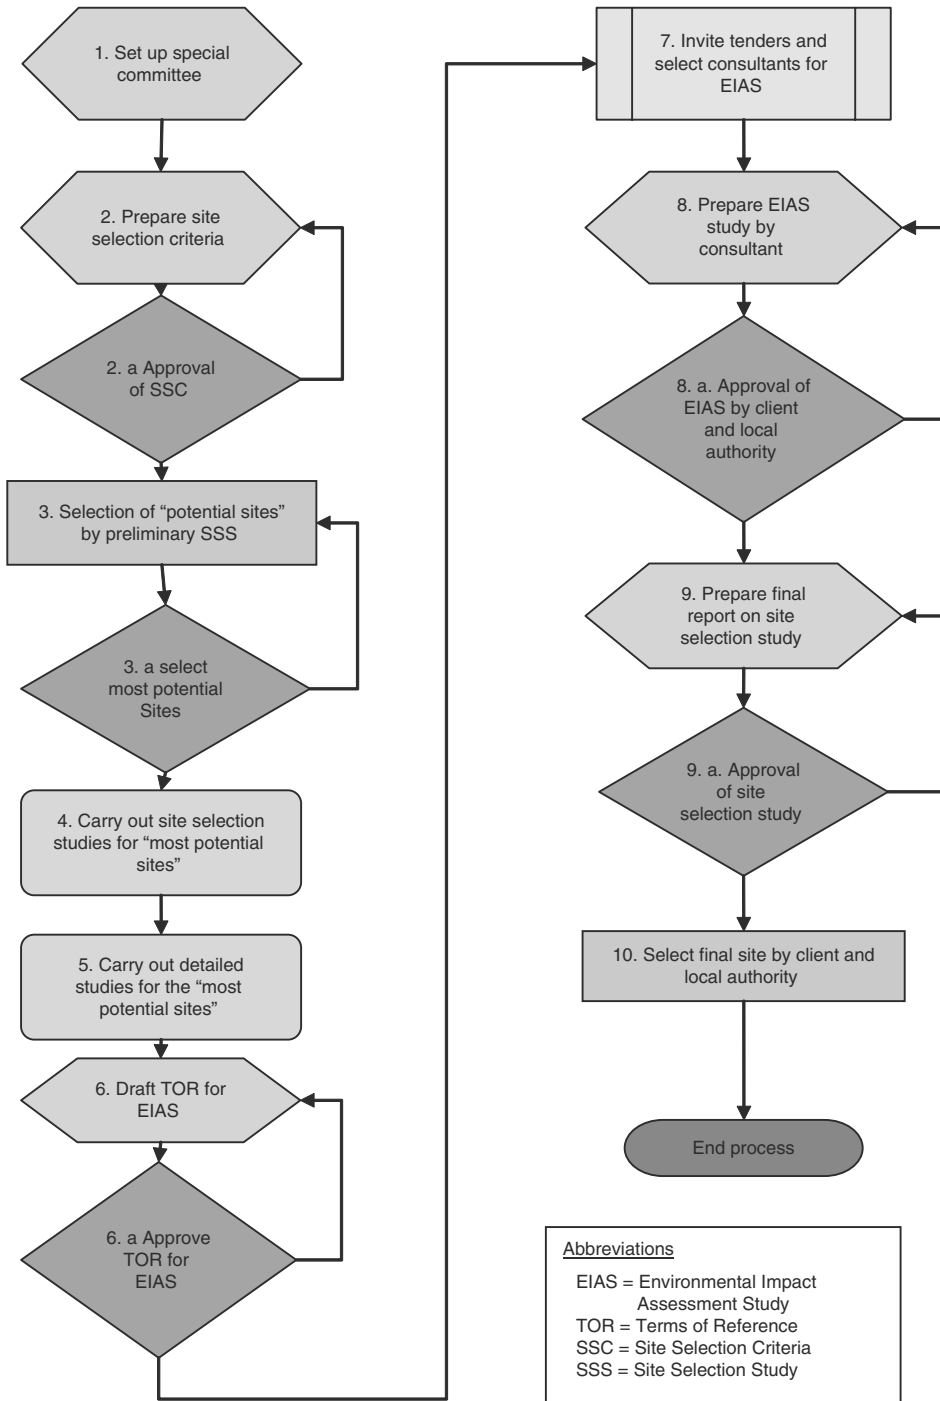 1. Set up special
committee
2. Prepare site
selection criteria
2. a Approval
of SSC
3. Selection of “potential sites”
by preliminary SSS
3. a select
most potential
Sites
4. Carry out site selection
studies for “most potential
sites”
5. Carry out detailed
studies for the “most
potential sites”
6. Draft TOR for
EIAS
6. a Approve
TOR for
EIAS
7. Invite tenders and
select consultants for
EIAS
8. Prepare EIAS
study by
consultant
8. a. Approval of
EIAS by client
and local
authority
9. Prepare final
report on site
selection study
9. a. Approval
of site
selection study
10. Select final site by client and
local authority
End process
Abbreviations
EIAS = Environmental Impact
Assessment Study
TOR = Terms of Reference
SSC = Site Selection Criteria
SSS = Site Selection Study